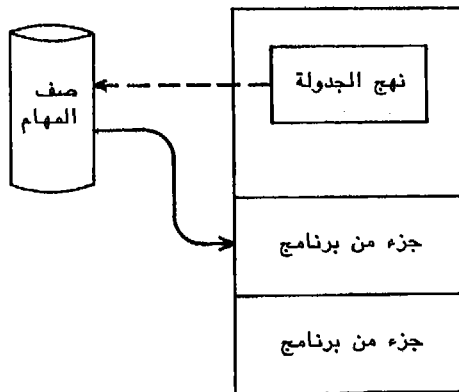 نهج الجدولة
صف
المهام
جزء من برنامج
جزء من برنامج